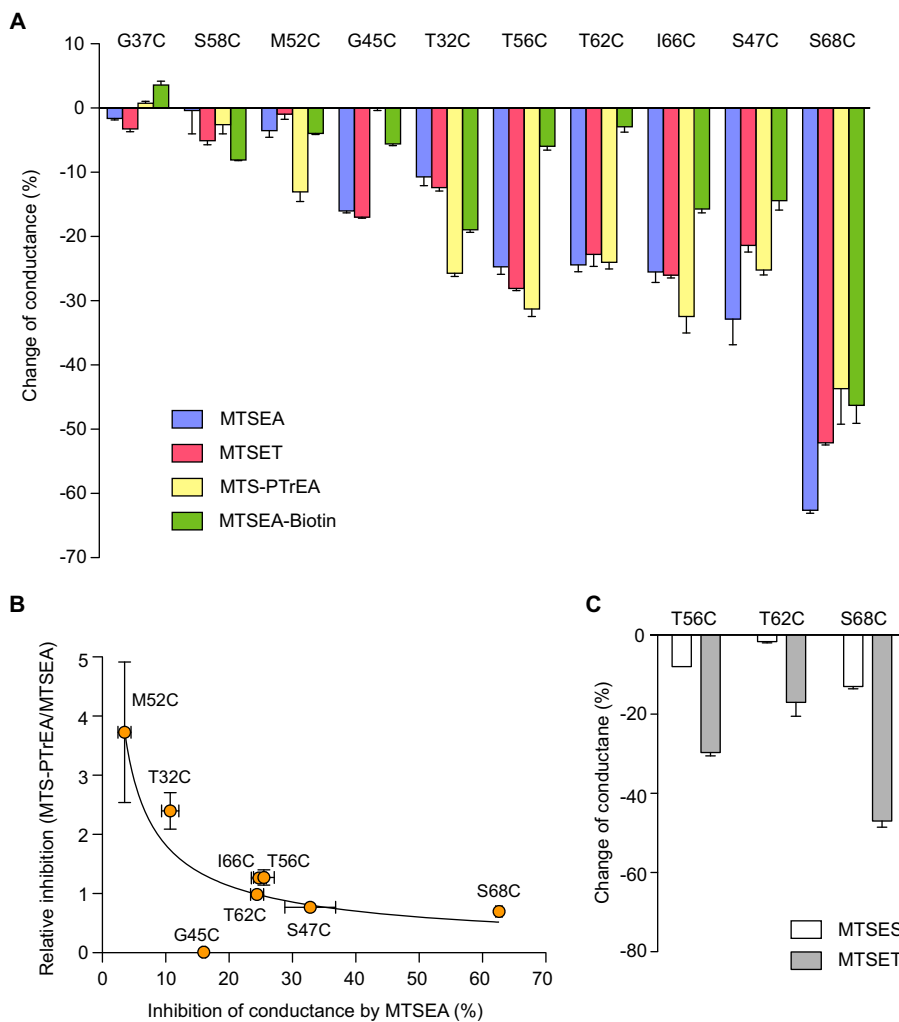 A
G37C S58C M52C G45C T32C T56C T62C I66C S47C S68C
10
0
-10
-20
-30
-40
-50
-60
-70
Change of conductance (%)
MTSEA
MTSET
MTS-PTrEA
MTSEA-Biotin
B
5
4
3
2
1
0
Relative inhibition (MTS-PTrEA/MTSEA)
M52C
T32C
I66C T56C
T62C
G45C
S47C
S68C
0 10 20 30 40 50 60 70
Inhibition of conductance by MTSEA (%)
C
T56C T62C S68C
0
-20
-40
-60
-80
Change of conductane (%)
MTSES
MTSET